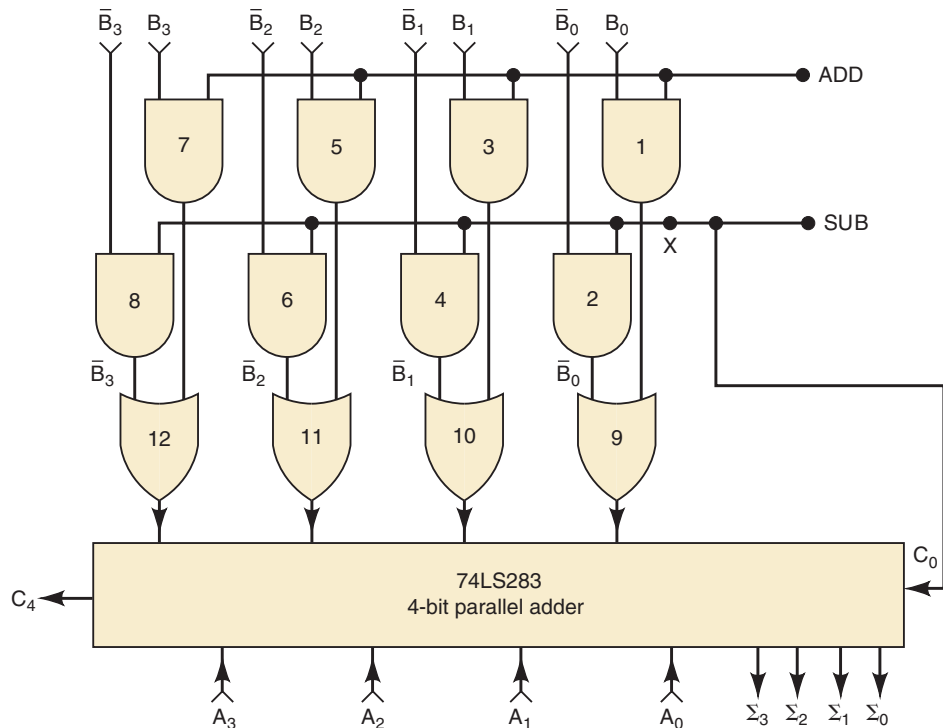 B̅₃ B₃ B̅₂ B₂ B̅₁ B₁ B̅₀ B₀
ADD
7 5 3 1
SUB
X
8 6 4 2
B̅₃ B̅₂ B̅₁ B̅₀
12 11 10 9
C₀
74LS283
4-bit parallel adder
C₄
A₃ A₂ A₁ A₀ Σ₃ Σ₂ Σ₁ Σ₀